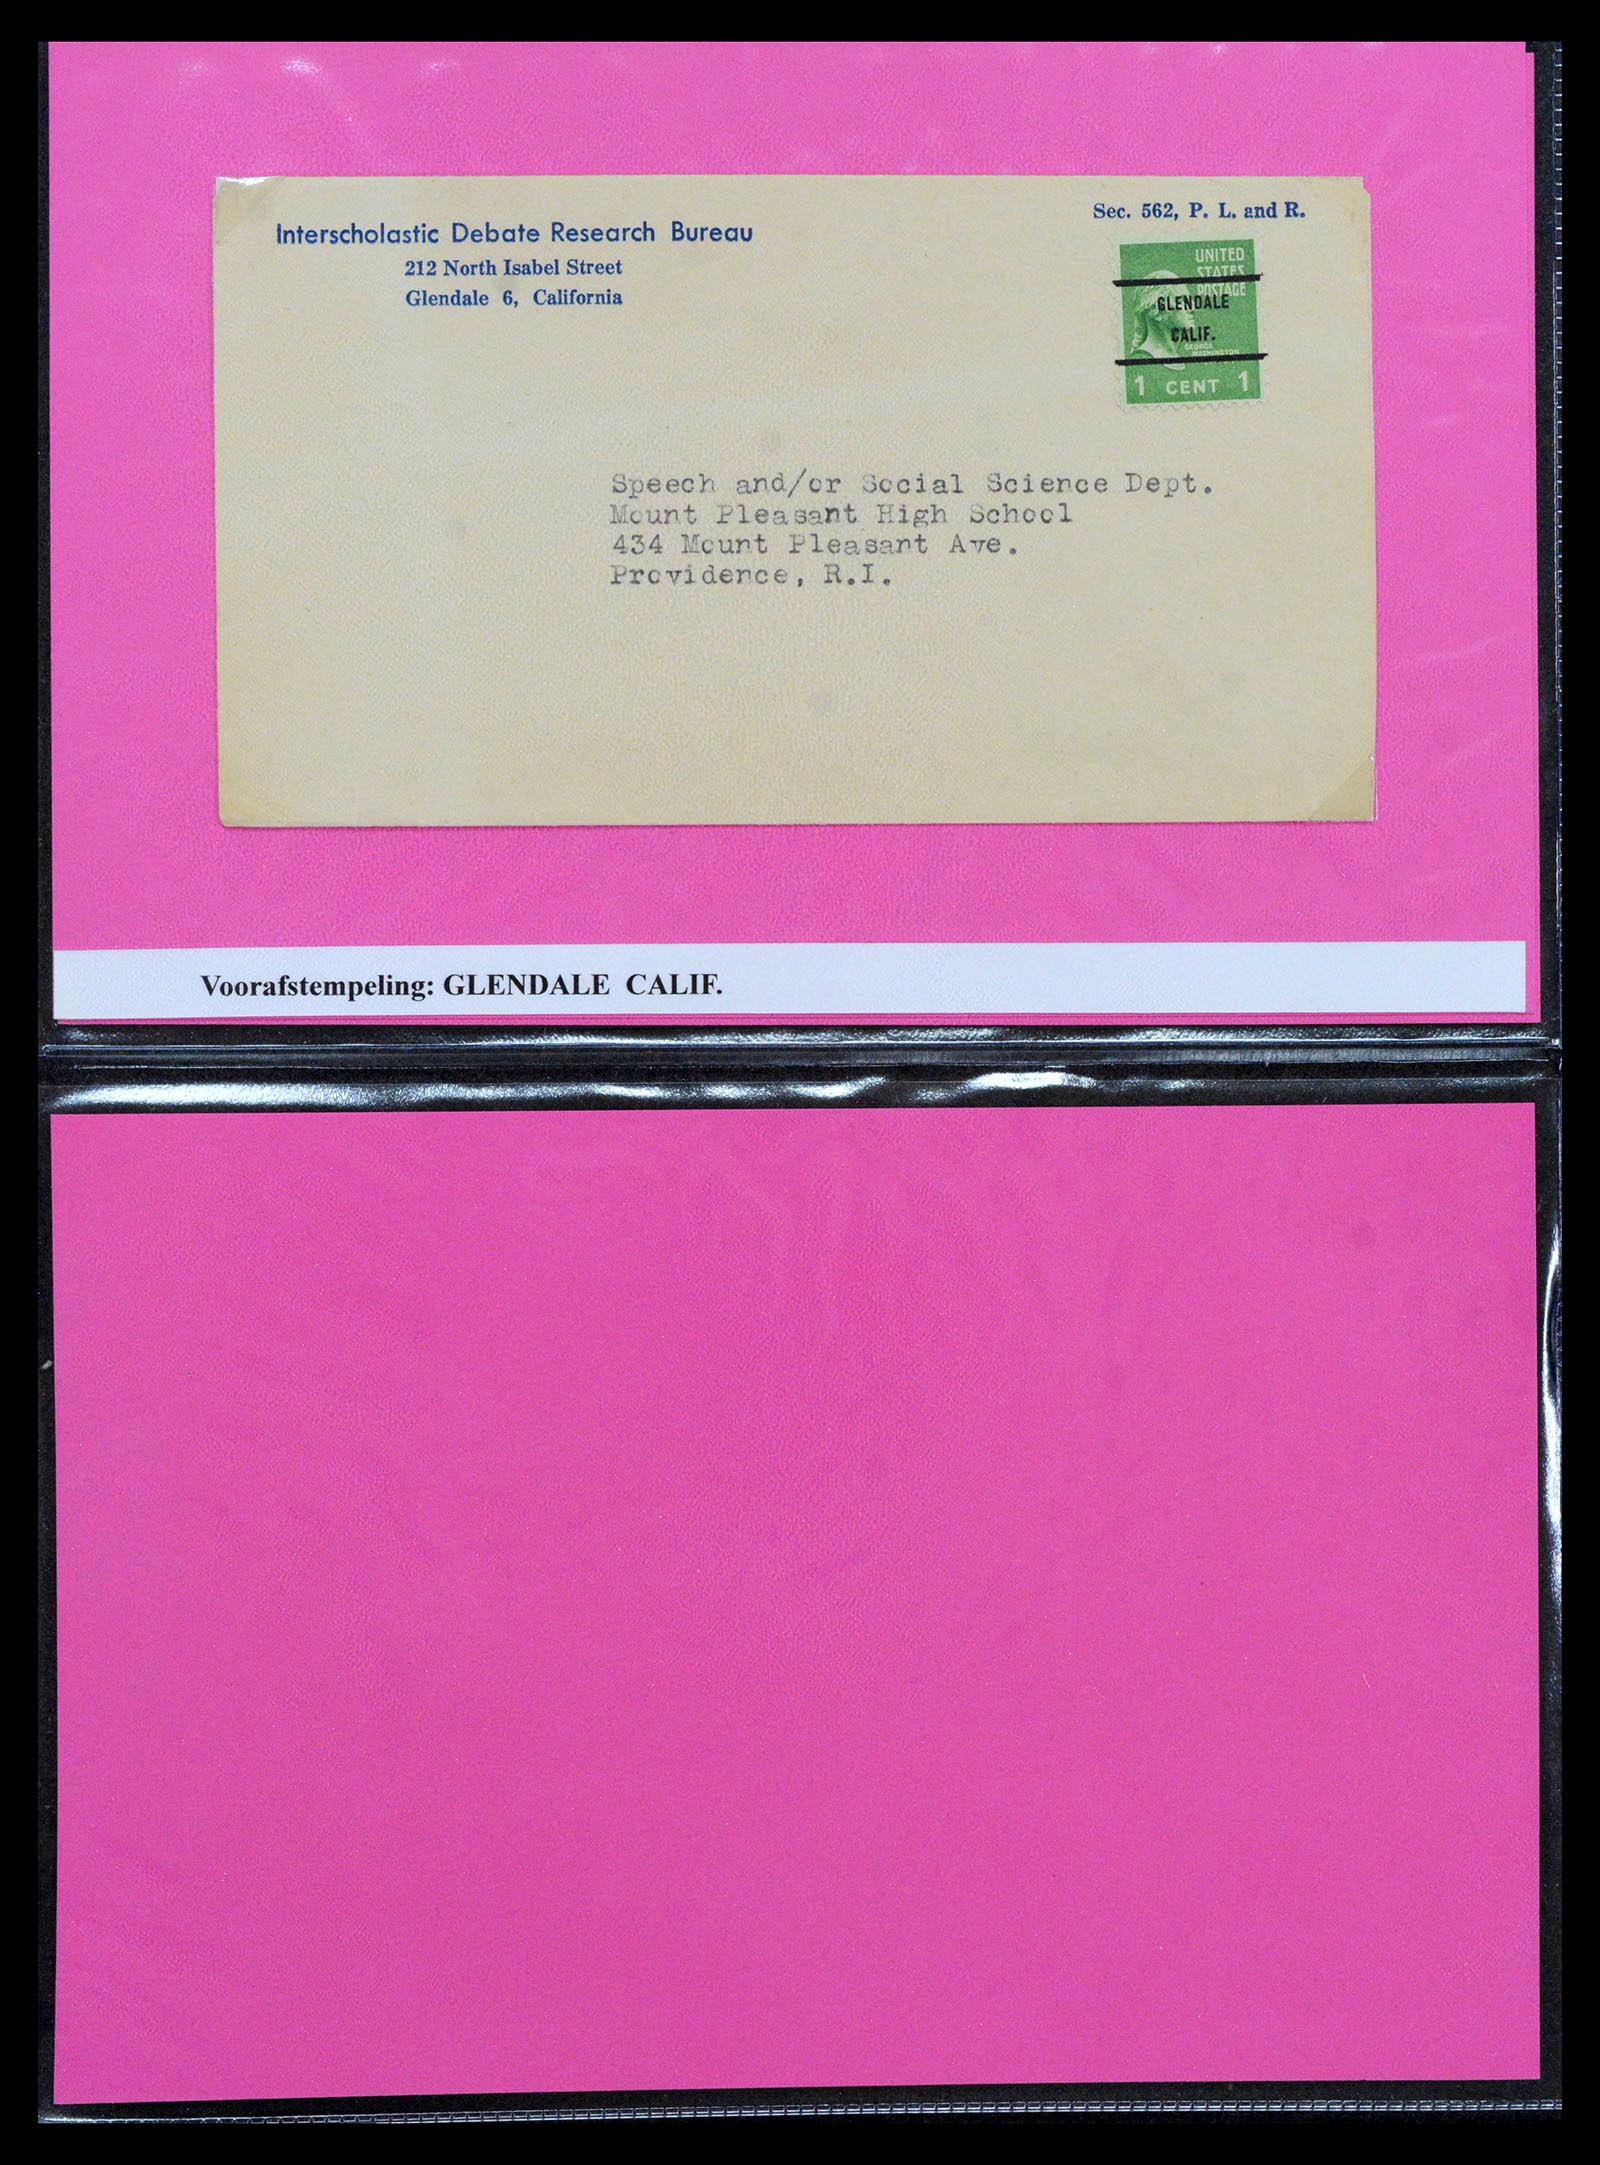 Interscholastic Debate Research Bureau
212 North Isabel Street
Glendale 6, California
Sec. 562, P. L. and R.
UNITED
STATES
POSTAGE
GLENDALE
CALIF.
GEORGE
WASHINGTON
1 CENT 1
Speech and/or Social Science Dept.
Mount Pleasant High School
434 Mount Pleasant Ave.
Providence, R.I.
Voorafstempeling: GLENDALE CALIF.